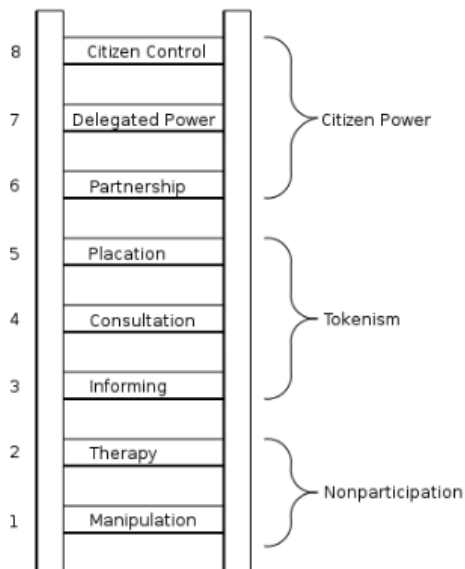 8 Citizen Control
7 Delegated Power
Citizen Power
6 Partnership
5 Placation
4 Consultation
Tokenism
3 Informing
2 Therapy
Nonparticipation
1 Manipulation